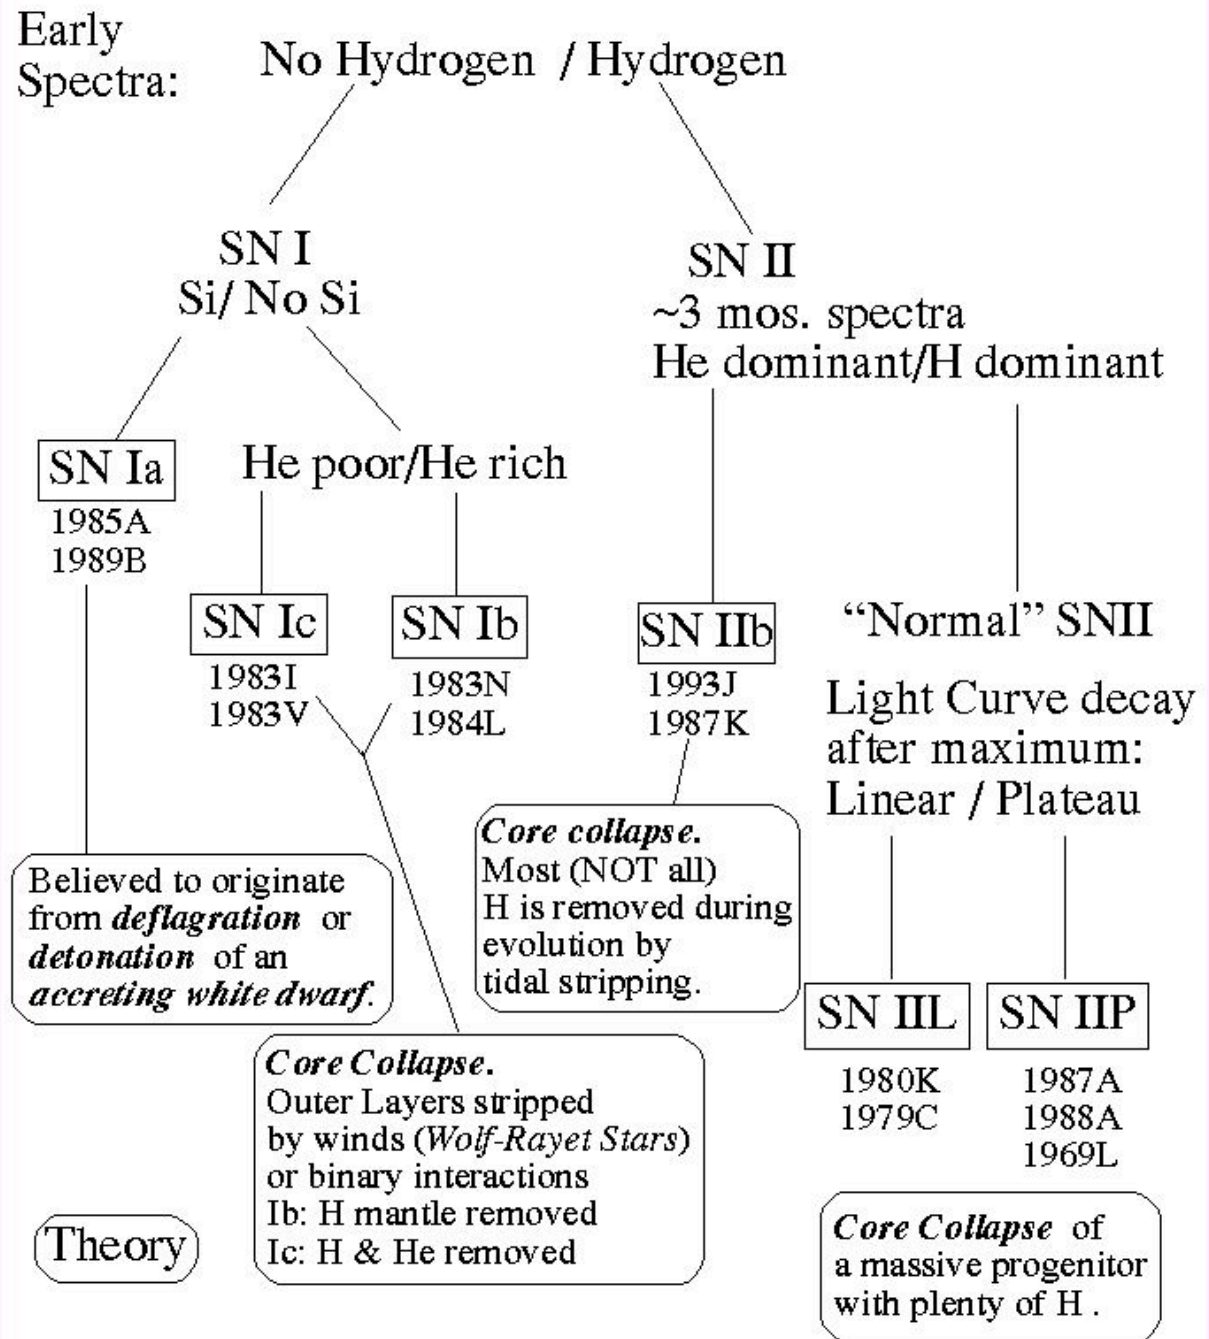 Early
Spectra:
No Hydrogen / Hydrogen
SN I
Si/ No Si
SN II
~3 mos. spectra
He dominant/H dominant
SN Ia
1985A
1989B
He poor/He rich
SN Ic
1983I
1983V
SN Ib
1983N
1984L
SN IIb
1993J
1987K
“Normal” SNII
Light Curve decay
after maximum:
Linear / Plateau
Believed to originate
from deflagration or
detonation of an
accreting white dwarf.
Core collapse.
Most (NOT all)
H is removed during
evolution by
tidal stripping.
SN IIL
1980K
1979C
SN IIP
1987A
1988A
1969L
Core Collapse.
Outer Layers stripped
by winds (Wolf-Rayet Stars)
or binary interactions
Ib: H mantle removed
Ic: H & He removed
Core Collapse of
a massive progenitor
with plenty of H .
Theory